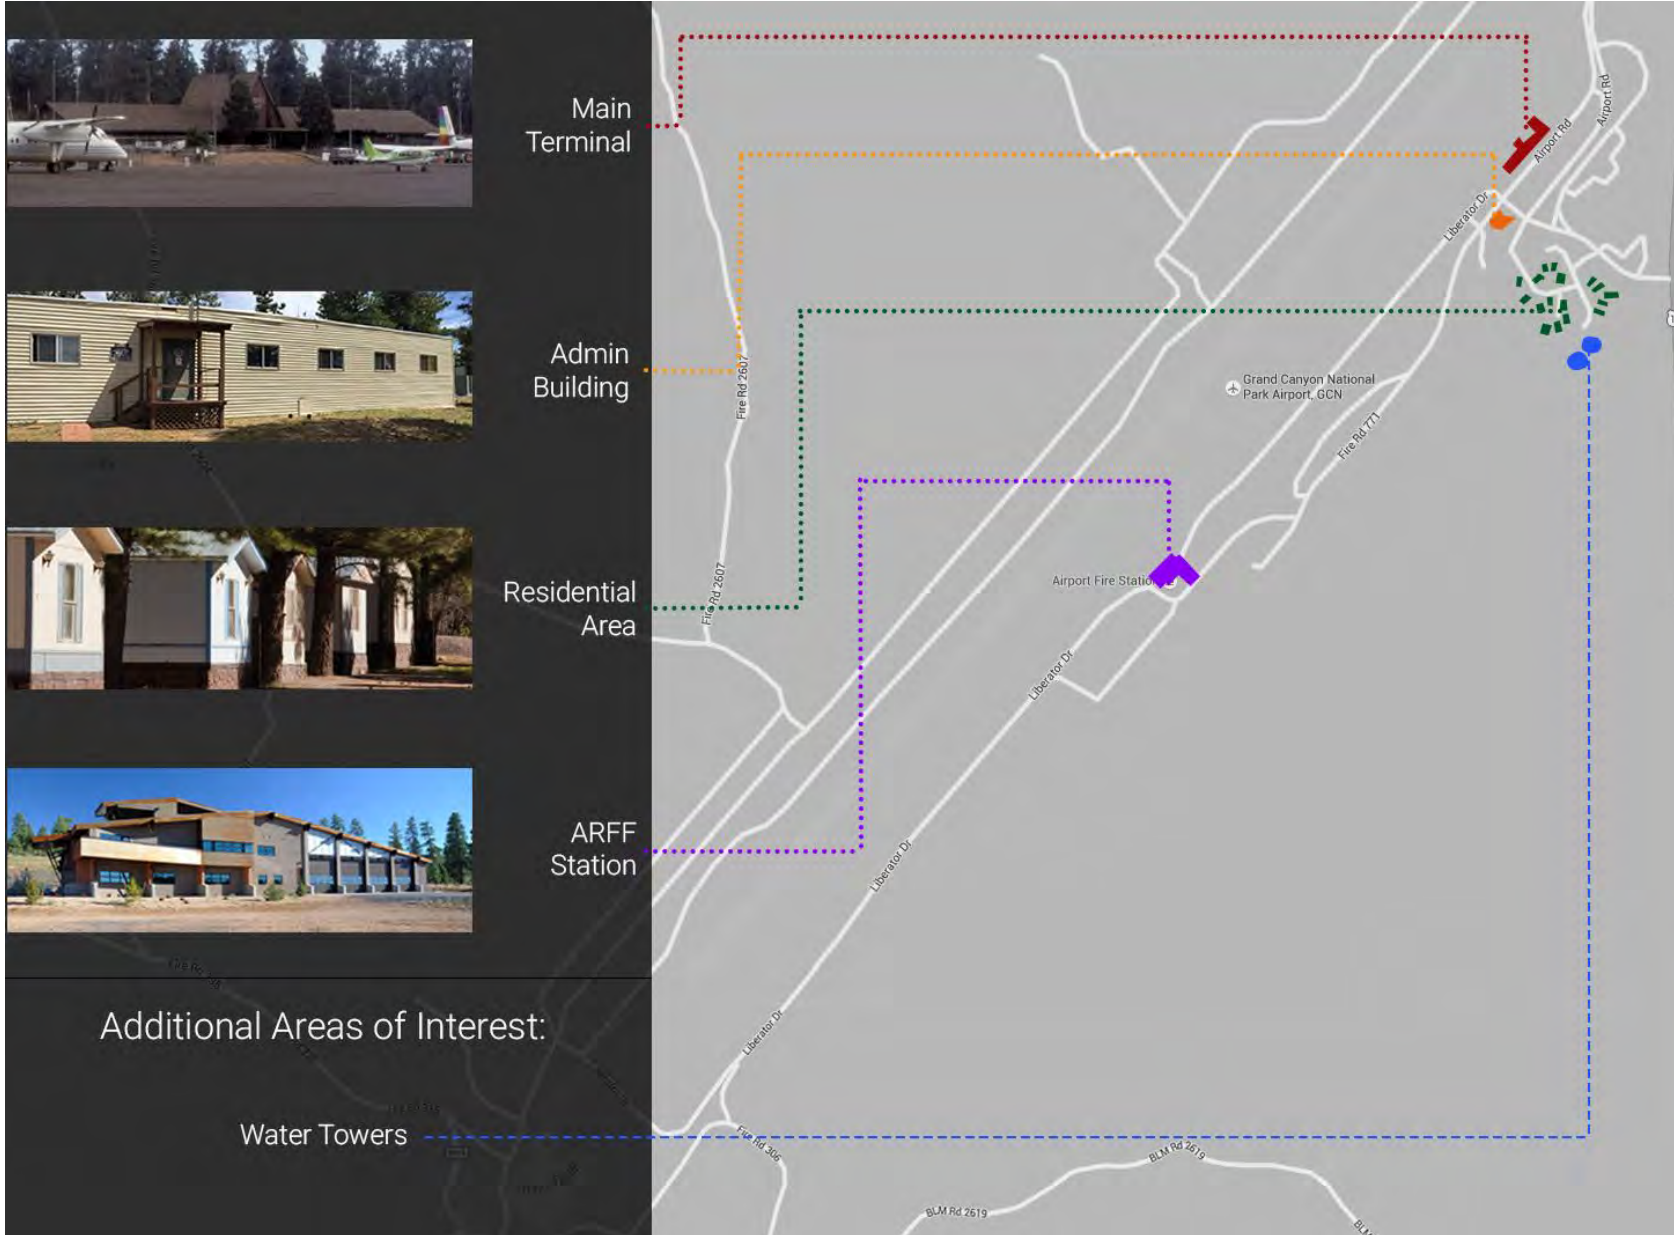 Main
Terminal
Admin
Building
Residential
Area
ARFF
Station
Additional Areas of Interest:
Water Towers
Airport Rd
Airport Rd
Liberator Dr
Grand Canyon National
Park Airport, GCN
Fire Rd 2607
Fire Rd 771
Fire Rd 2607
Airport Fire Station
Liberator Dr
Liberator Dr
Liberator Dr
Fire Rd 306
BLM Rd 2619
BLM Rd 2619
BLM